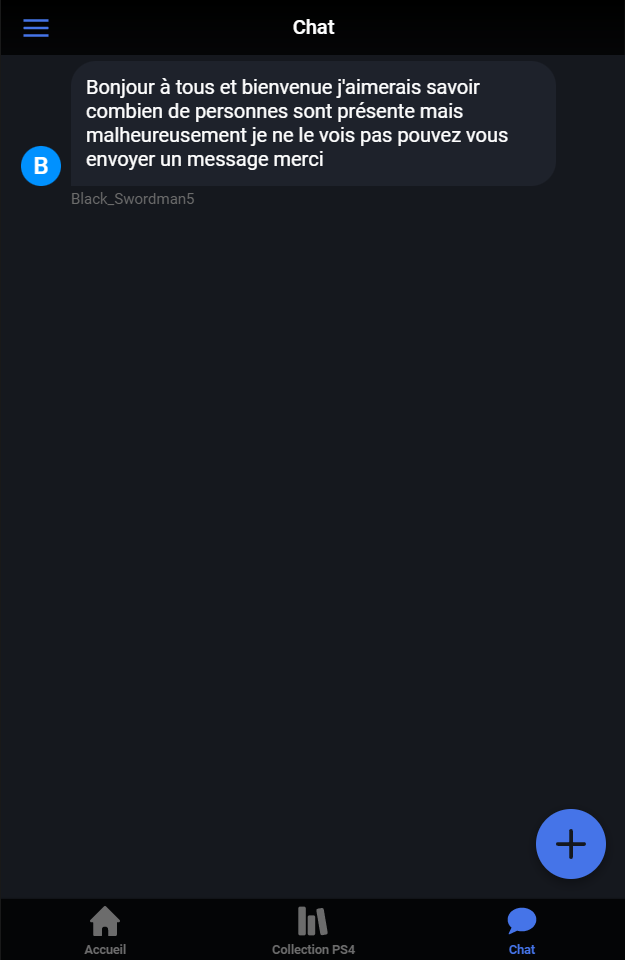 Chat
Bonjour à tous et bienvenue j'aimerais savoir
combien de personnes sont présente mais
malheureusement je ne le vois pas pouvez vous
envoyer un message merci
B
Black_Swordman5
Accueil
Collection PS4
Chat